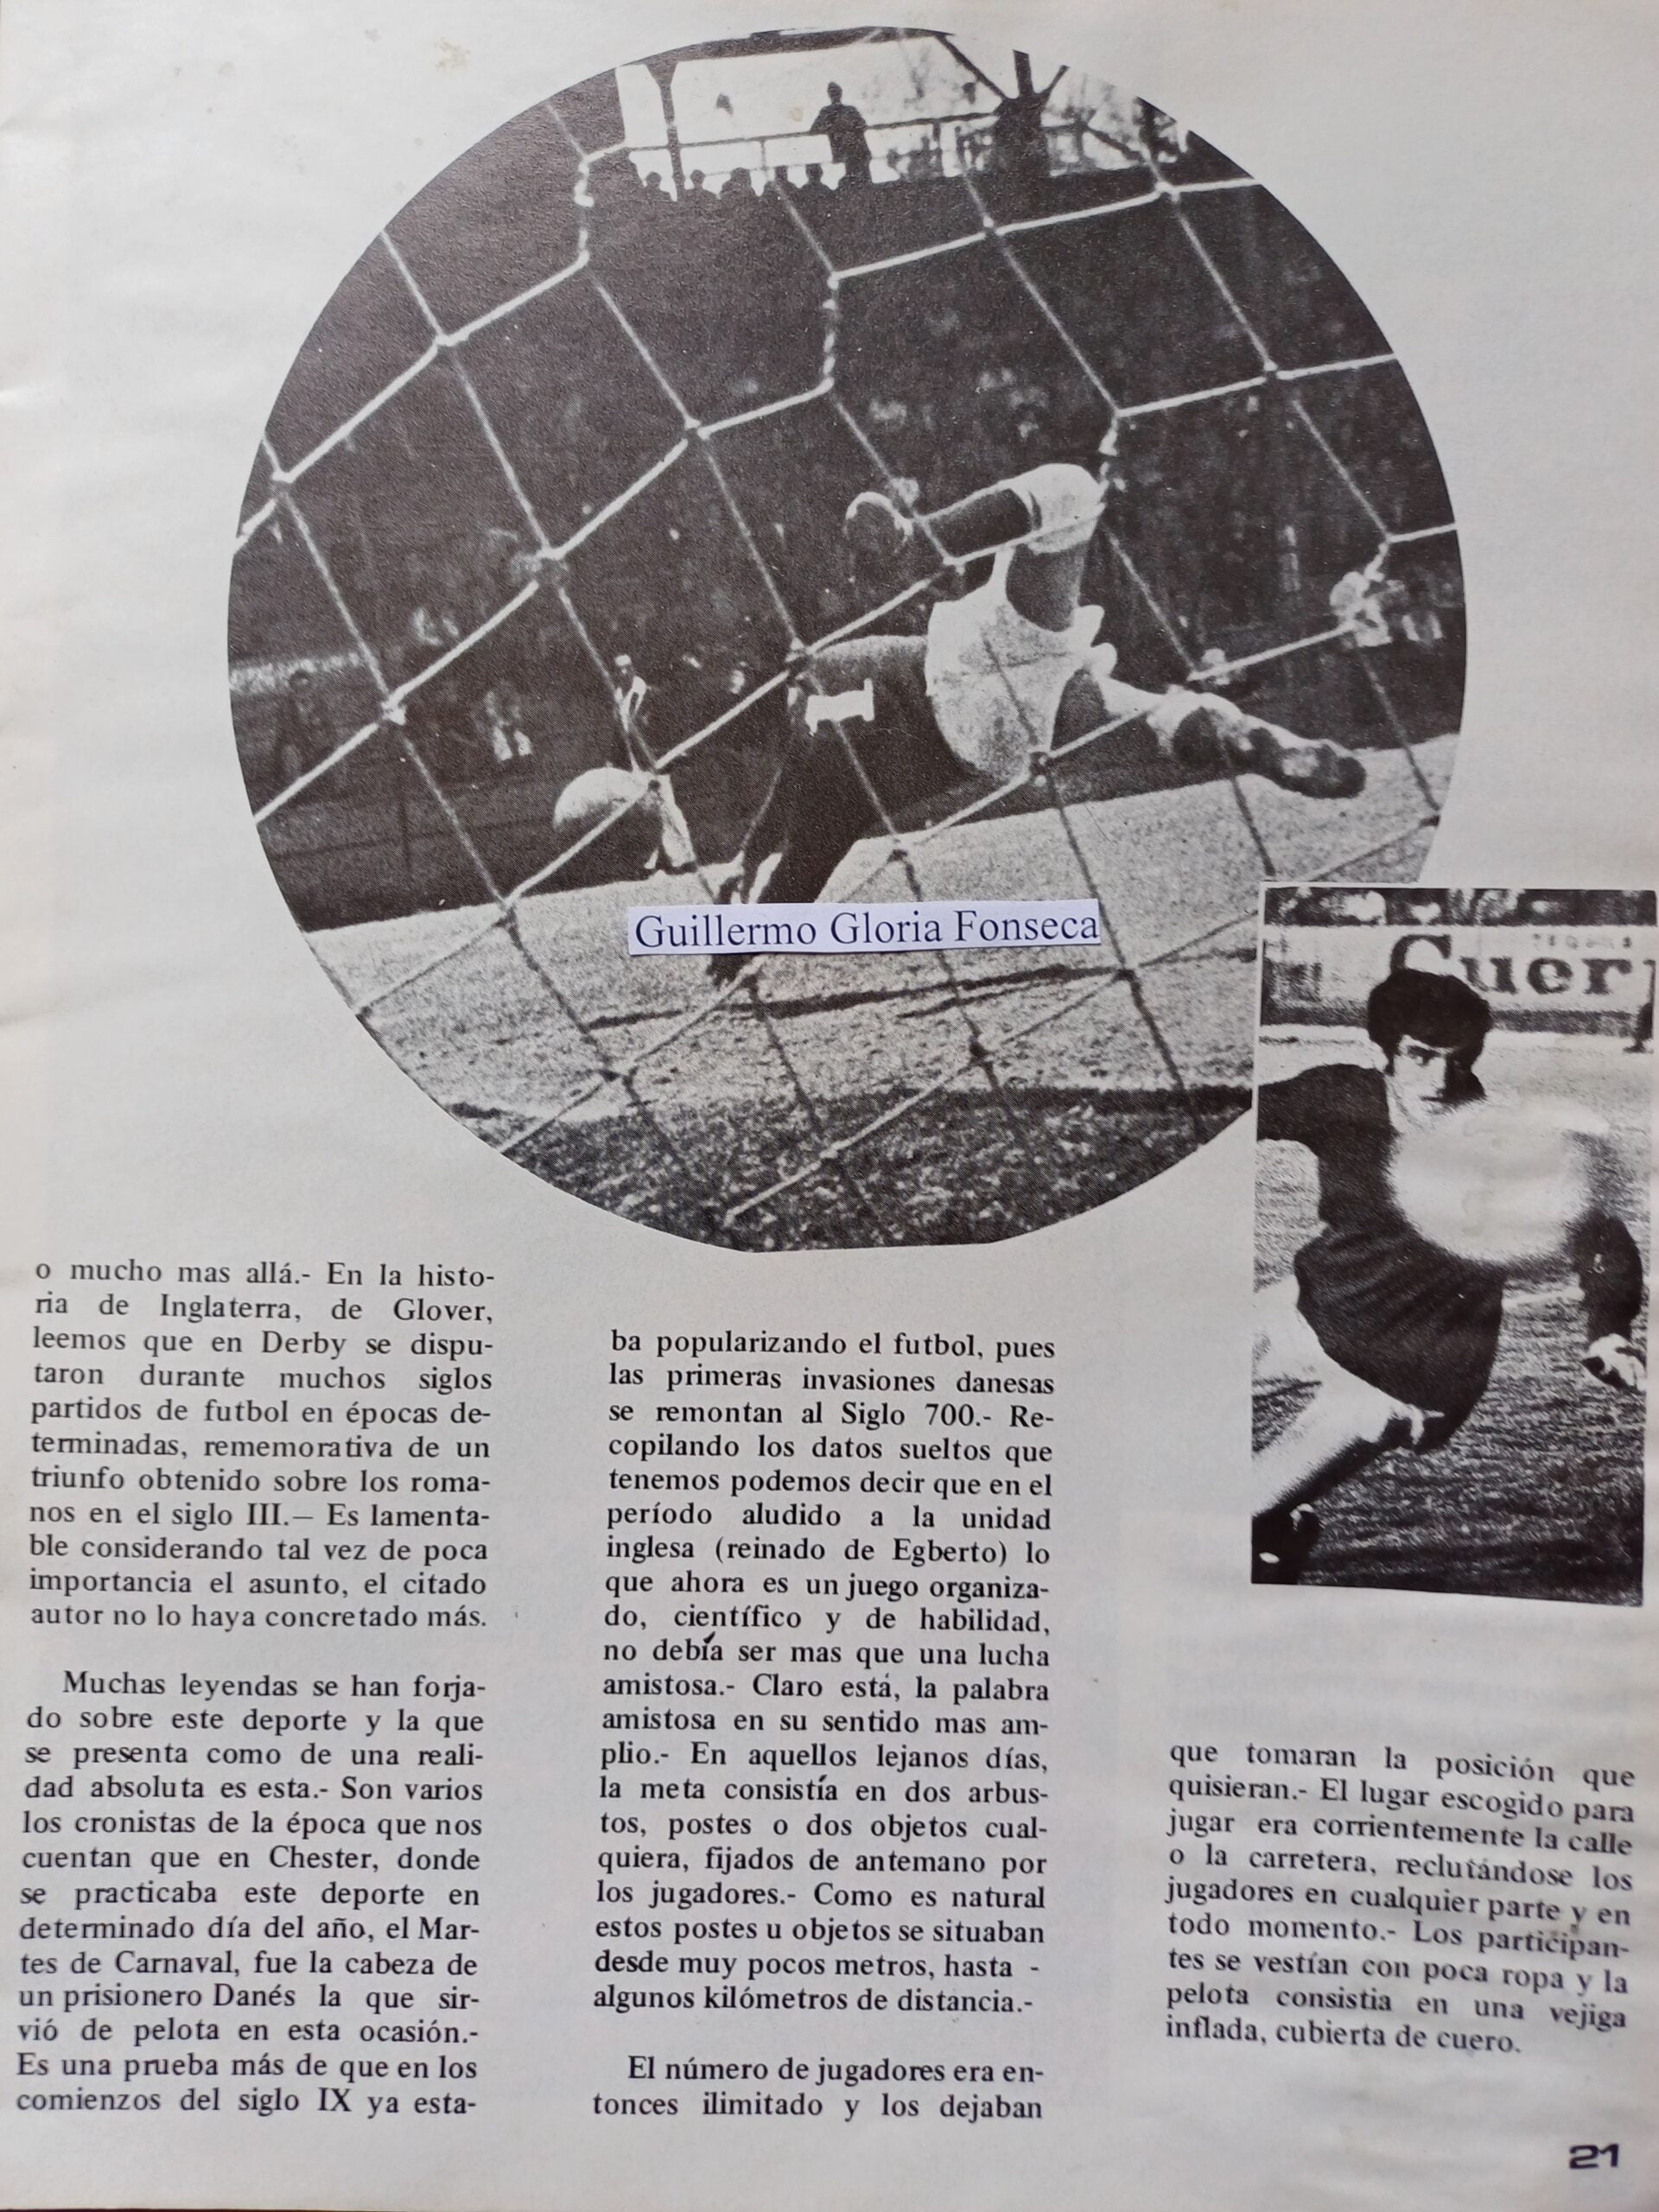 Guillermo Gloria Fonseca
TEQUILA
Cuer
o mucho mas allá.- En la histo-
ria de Inglaterra, de Glover,
leemos que en Derby se dispu-
taron durante muchos siglos
partidos de futbol en épocas de-
terminadas, rememorativa de un
triunfo obtenido sobre los roma-
nos en el siglo III.— Es lamenta-
ble considerando tal vez de poca
importancia el asunto, el citado
autor no lo haya concretado más.
Muchas leyendas se han forja-
do sobre este deporte y la que
se presenta como de una reali-
dad absoluta es esta.- Son varios
los cronistas de la época que nos
cuentan que en Chester, donde
se practicaba este deporte en
determinado día del año, el Mar-
tes de Carnaval, fue la cabeza de
un prisionero Danés la que sir-
vió de pelota en esta ocasión.-
Es una prueba más de que en los
comienzos del siglo IX ya esta-
ba popularizando el futbol, pues
las primeras invasiones danesas
se remontan al Siglo 700.- Re-
copilando los datos sueltos que
tenemos podemos decir que en el
período aludido a la unidad
inglesa (reinado de Egberto) lo
que ahora es un juego organiza-
do, científico y de habilidad,
no debía ser mas que una lucha
amistosa.- Claro está, la palabra
amistosa en su sentido mas am-
plio.- En aquellos lejanos días,
la meta consistía en dos arbus-
tos, postes o dos objetos cual-
quiera, fijados de antemano por
los jugadores.- Como es natural
estos postes u objetos se situaban
desde muy pocos metros, hasta -
algunos kilómetros de distancia.-
El número de jugadores era en-
tonces ilimitado y los dejaban
que tomaran la posición que
quisieran.- El lugar escogido para
jugar era corrientemente la calle
o la carretera, reclutándose los
jugadores en cualquier parte y en
todo momento.- Los participan-
tes se vestían con poca ropa y la
pelota consistia en una vejiga
inflada, cubierta de cuero.
21